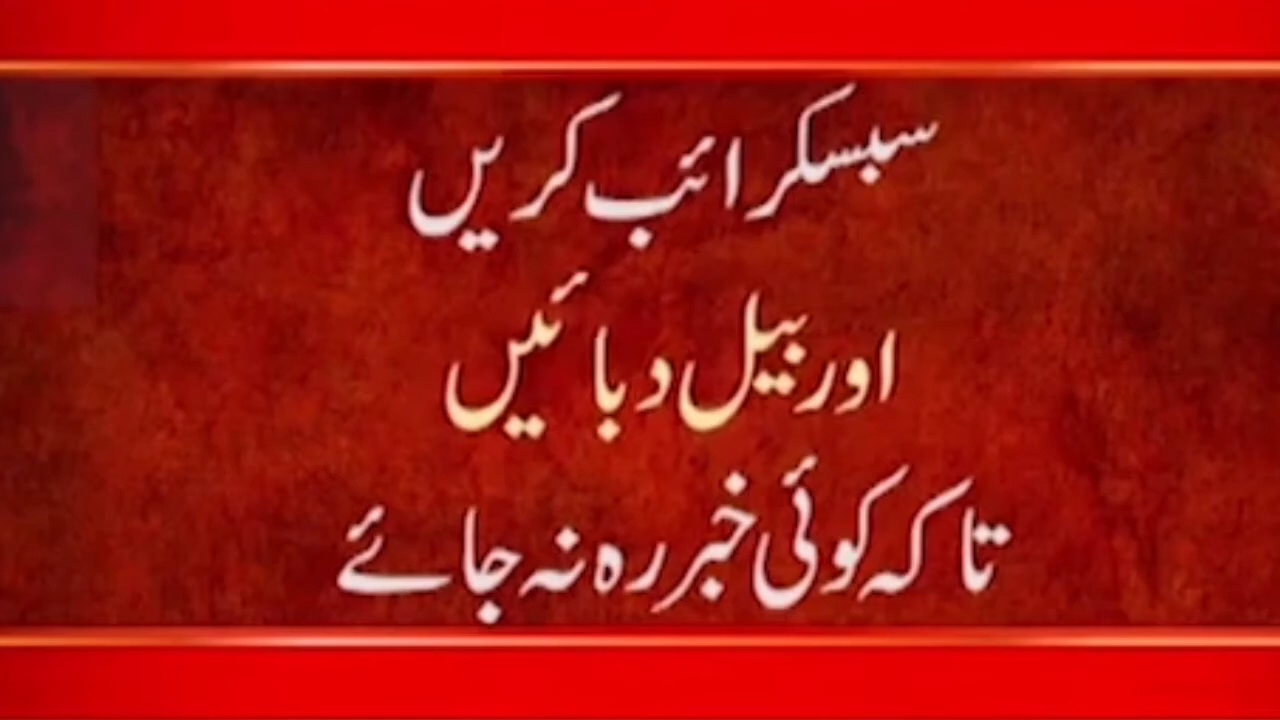 سبسکرائب کریں
اور بیل دبائیں
تاکہ کوئی خبر رہ نہ جائے